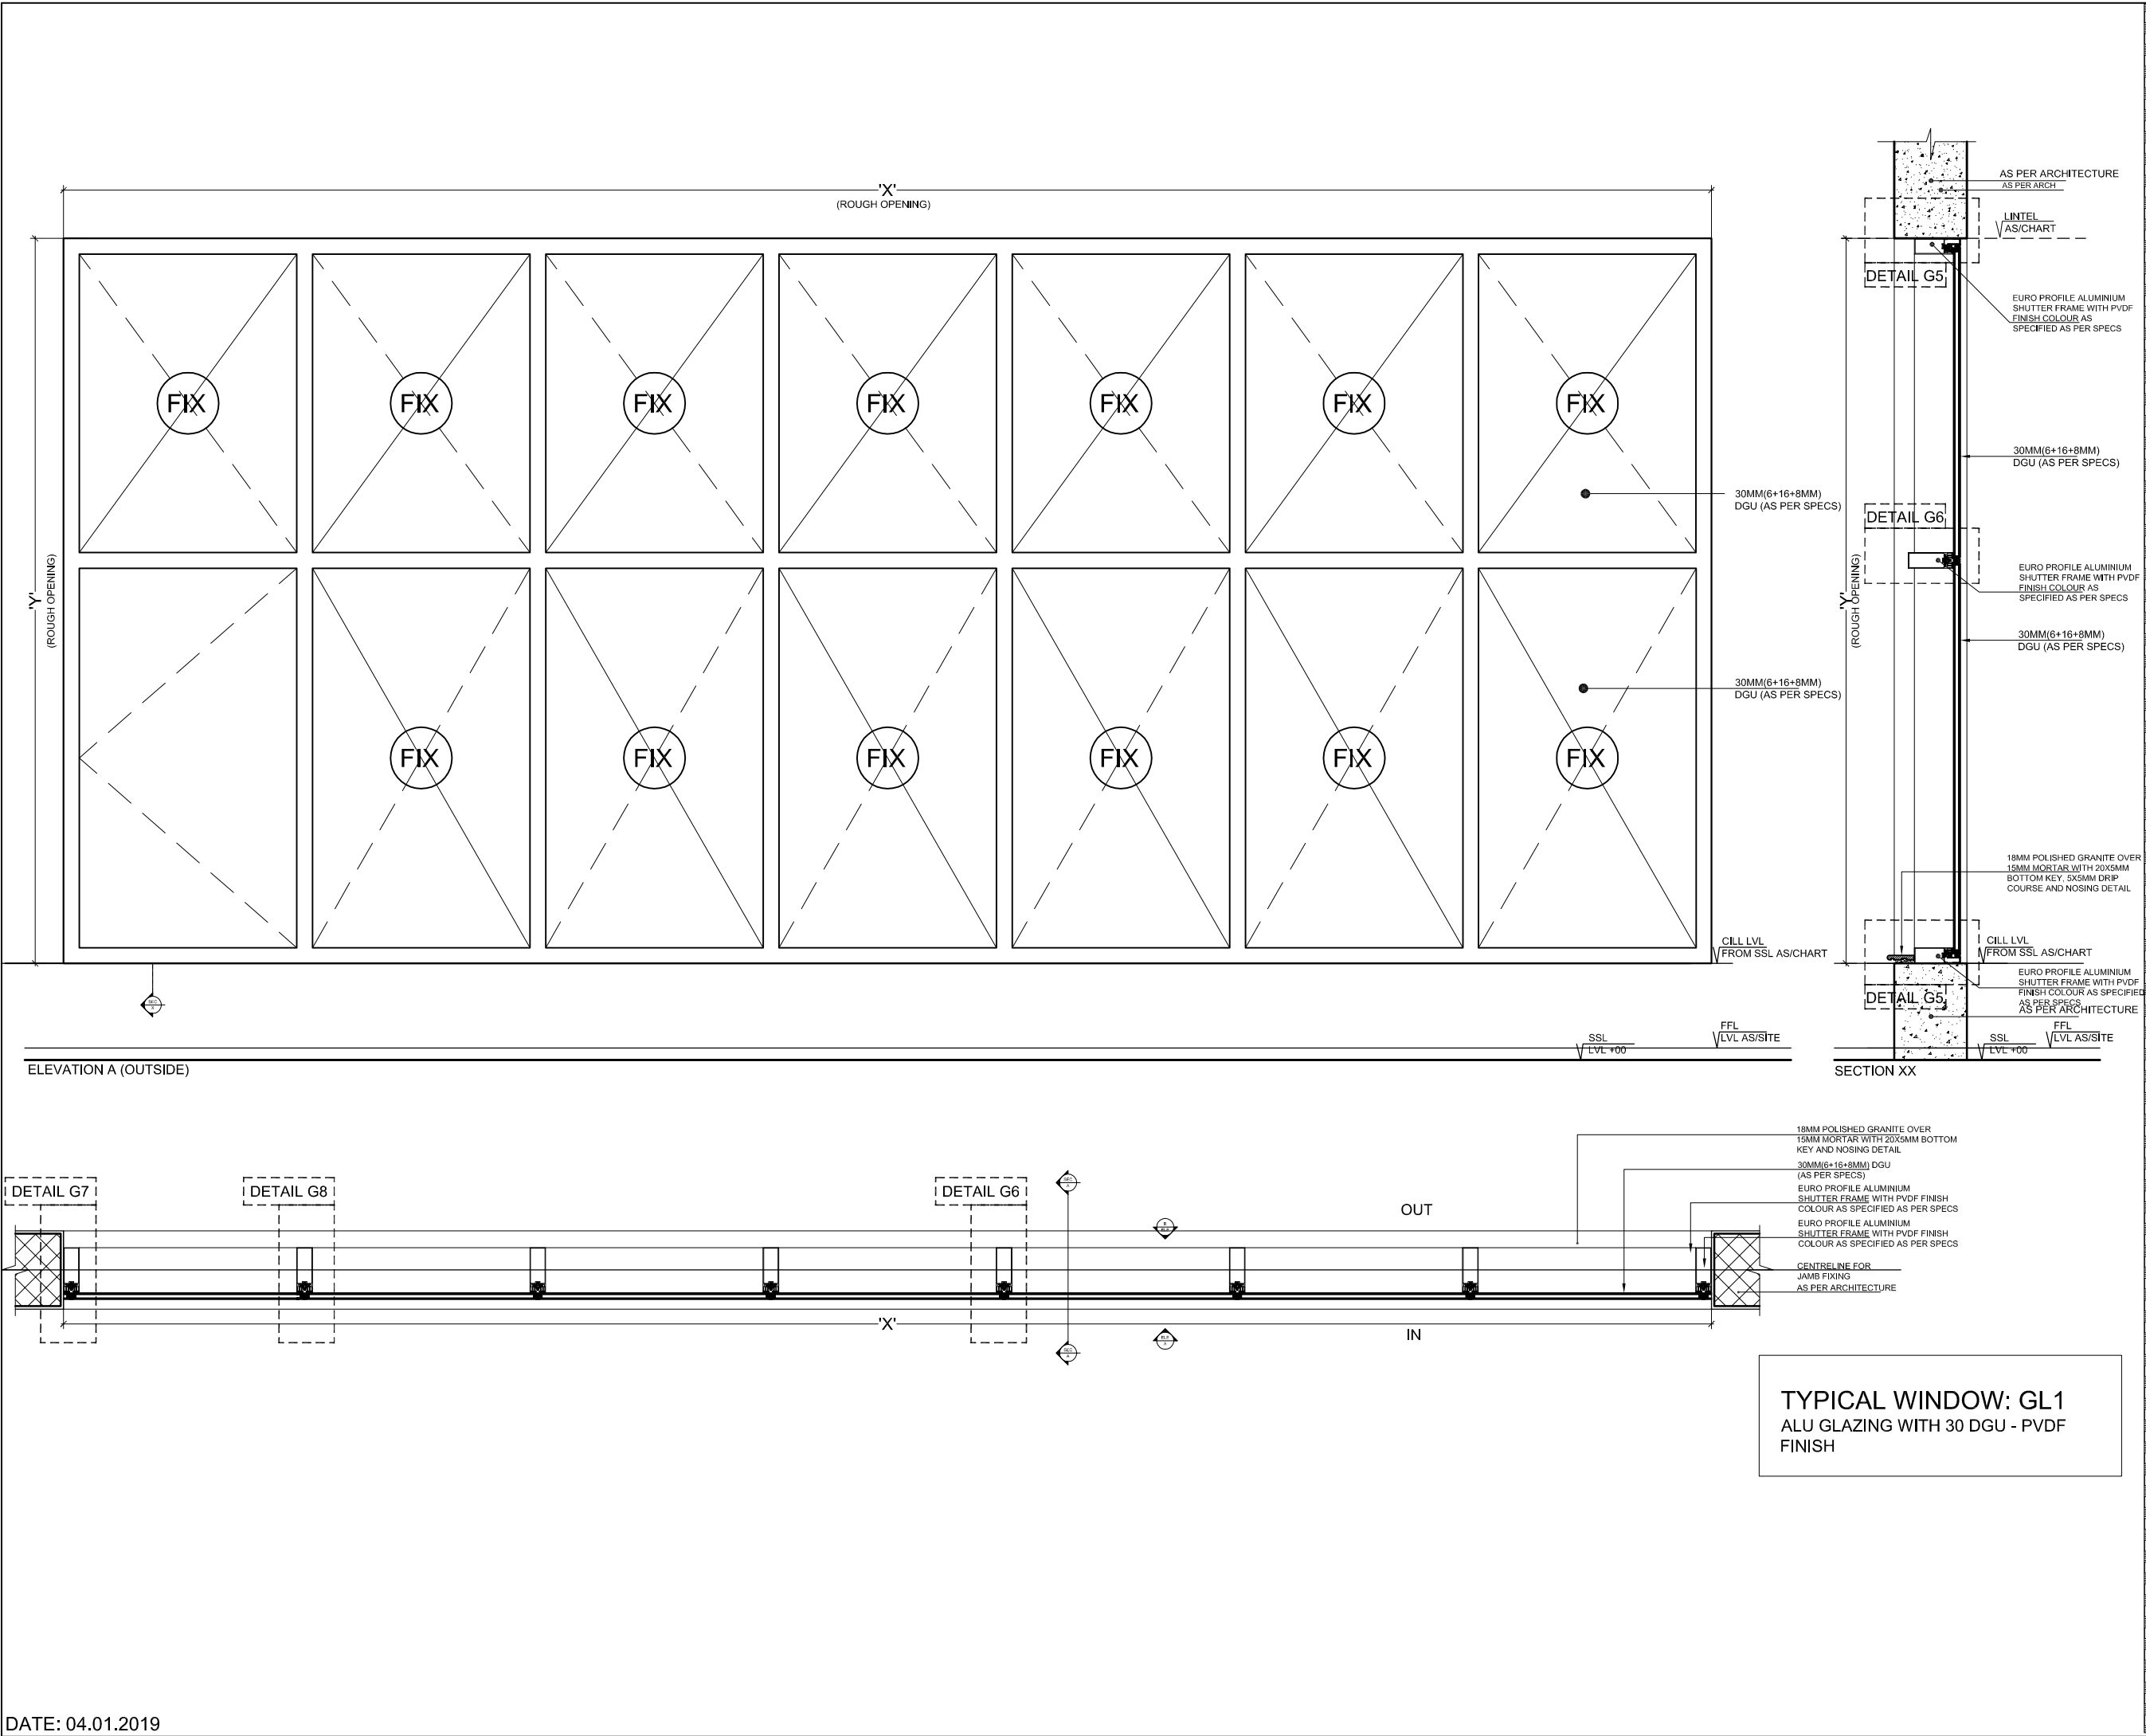 'X'
(ROUGH OPENING)
'Y'
(ROUGH OPENING)
FIX
FIX
FIX
FIX
FIX
FIX
FIX
30MM(6+16+8MM)
DGU (AS PER SPECS)
FIX
FIX
FIX
FIX
FIX
FIX
30MM(6+16+8MM)
DGU (AS PER SPECS)
CILL LVL
FROM SSL AS/CHART
SSL
LVL +00
FFL
LVL AS/SITE
ELEVATION A (OUTSIDE)
AS PER ARCHITECTURE
AS PER ARCH
LINTEL
AS/CHART
DETAIL G5
EURO PROFILE ALUMINIUM
SHUTTER FRAME WITH PVDF
FINISH COLOUR AS
SPECIFIED AS PER SPECS
30MM(6+16+8MM)
DGU (AS PER SPECS)
DETAIL G6
EURO PROFILE ALUMINIUM
SHUTTER FRAME WITH PVDF
FINISH COLOUR AS
SPECIFIED AS PER SPECS
'Y'
(ROUGH OPENING)
30MM(6+16+8MM)
DGU (AS PER SPECS)
18MM POLISHED GRANITE OVER
15MM MORTAR WITH 20X5MM
BOTTOM KEY, 5X5MM DRIP
COURSE AND NOSING DETAIL
CILL LVL
FROM SSL AS/CHART
EURO PROFILE ALUMINIUM
SHUTTER FRAME WITH PVDF
FINISH COLOUR AS SPECIFIED
AS PER SPECS
DETAIL G5
AS PER ARCHITECTURE
SSL
LVL +00
FFL
LVL AS/SITE
SECTION XX
18MM POLISHED GRANITE OVER
15MM MORTAR WITH 20X5MM BOTTOM
KEY AND NOSING DETAIL
30MM(6+16+8MM) DGU
(AS PER SPECS)
EURO PROFILE ALUMINIUM
SHUTTER FRAME WITH PVDF FINISH
COLOUR AS SPECIFIED AS PER SPECS
EURO PROFILE ALUMINIUM
SHUTTER FRAME WITH PVDF FINISH
COLOUR AS SPECIFIED AS PER SPECS
CENTRELINE FOR
JAMB FIXING
AS PER ARCHITECTURE
DETAIL G7
DETAIL G8
DETAIL G6
OUT
'X'
IN
TYPICAL WINDOW: GL1
ALU GLAZING WITH 30 DGU - PVDF
FINISH
DATE: 04.01.2019